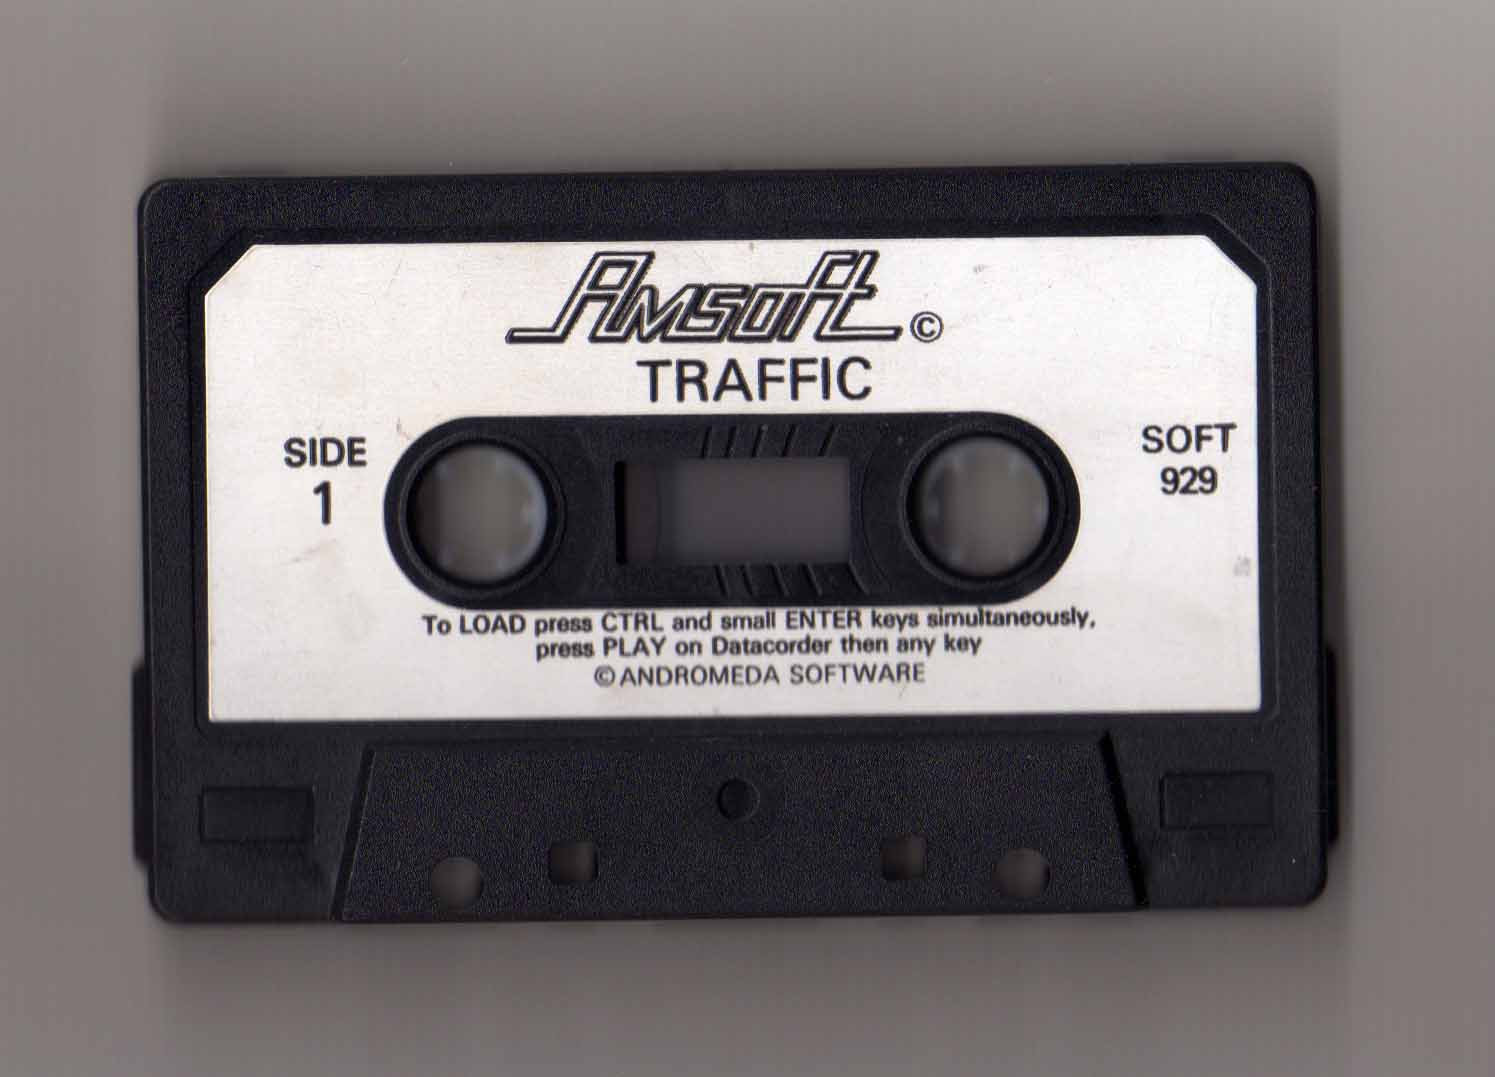 Amsoft ©
TRAFFIC
SIDE
1
SOFT
929
To LOAD press CTRL and small ENTER keys simultaneously,
press PLAY on Datacorder then any key
© ANDROMEDA SOFTWARE